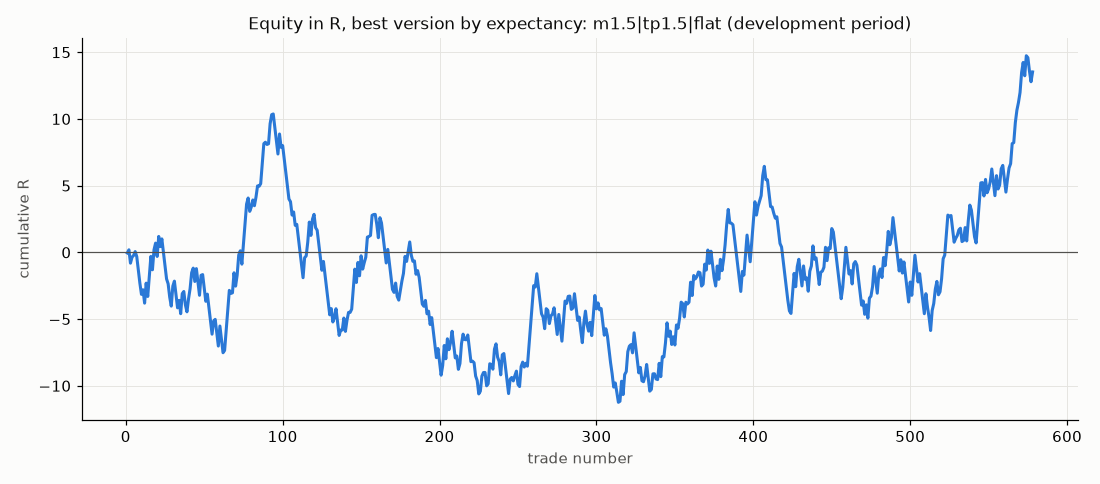 Equity in R, best version by expectancy: m1.5|tp1.5|flat (development period)
15
10
5
0
−5
−10
cumulative R
0 100 200 300 400 500 600
trade number